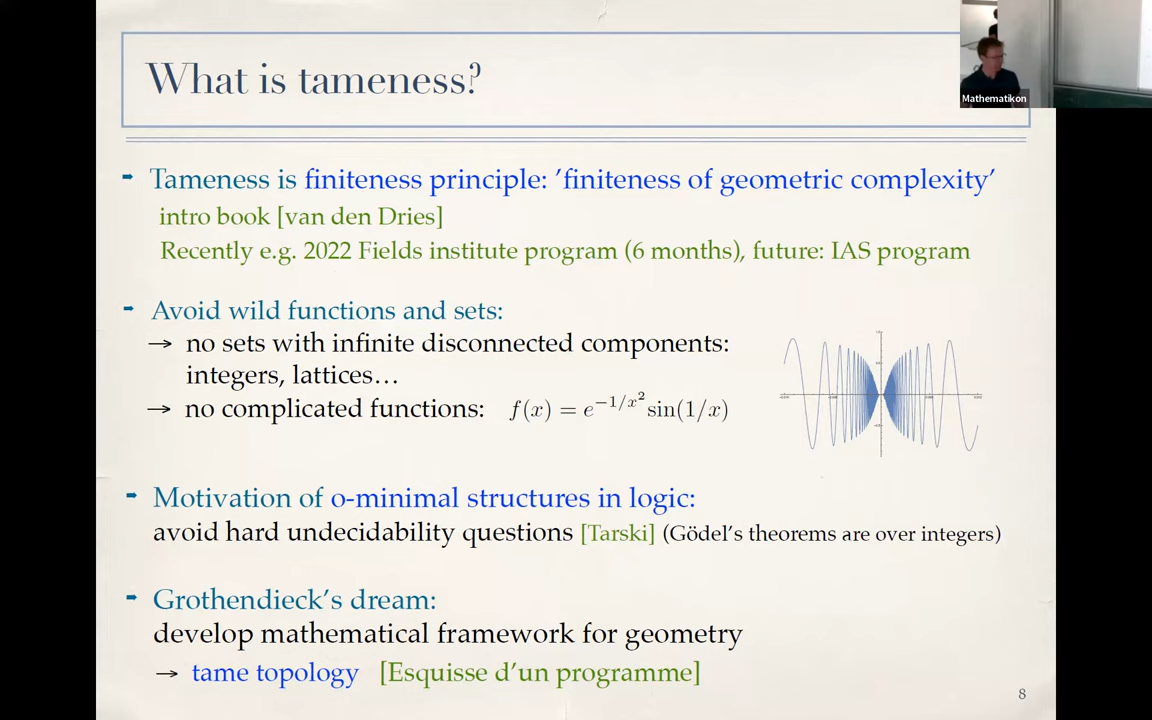 What is tameness?
Mathematikon
➡ Tameness is finiteness principle: ’finiteness of geometric complexity’
intro book [van den Dries]
Recently e.g. 2022 Fields institute program (6 months), future: IAS program
➡ Avoid wild functions and sets:
→ no sets with infinite disconnected components:
integers, lattices…
→ no complicated functions: f(x) = e^{-1/x^2} sin(1/x)
➡ Motivation of o-minimal structures in logic:
avoid hard undecidability questions [Tarski] (Gödel’s theorems are over integers)
➡ Grothendieck’s dream:
develop mathematical framework for geometry
→ tame topology [Esquisse d’un programme]
8